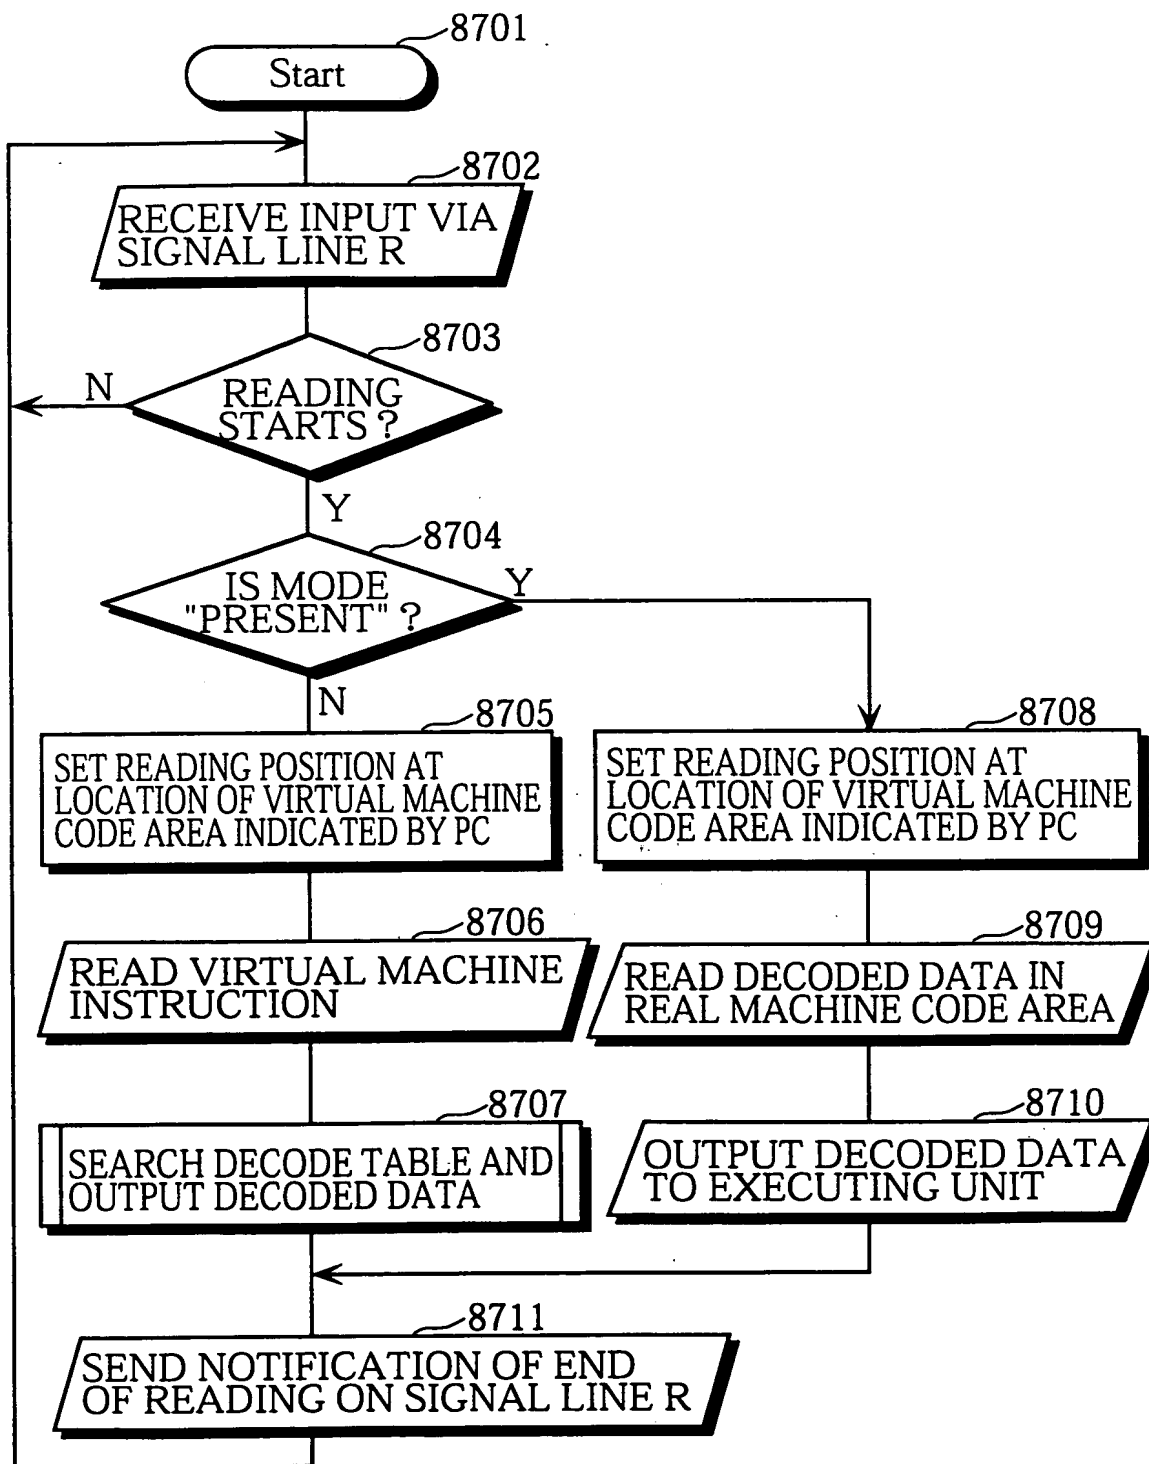 8701
Start
8702
RECEIVE INPUT VIA
SIGNAL LINE R
8703
N
READING
STARTS ?
Y
8704
IS MODE
"PRESENT" ?
Y
N
8705
SET READING POSITION AT
LOCATION OF VIRTUAL MACHINE
CODE AREA INDICATED BY PC
8708
SET READING POSITION AT
LOCATION OF VIRTUAL MACHINE
CODE AREA INDICATED BY PC
8706
READ VIRTUAL MACHINE
INSTRUCTION
8709
READ DECODED DATA IN
REAL MACHINE CODE AREA
8707
SEARCH DECODE TABLE AND
OUTPUT DECODED DATA
8710
OUTPUT DECODED DATA
TO EXECUTING UNIT
8711
SEND NOTIFICATION OF END
OF READING ON SIGNAL LINE R